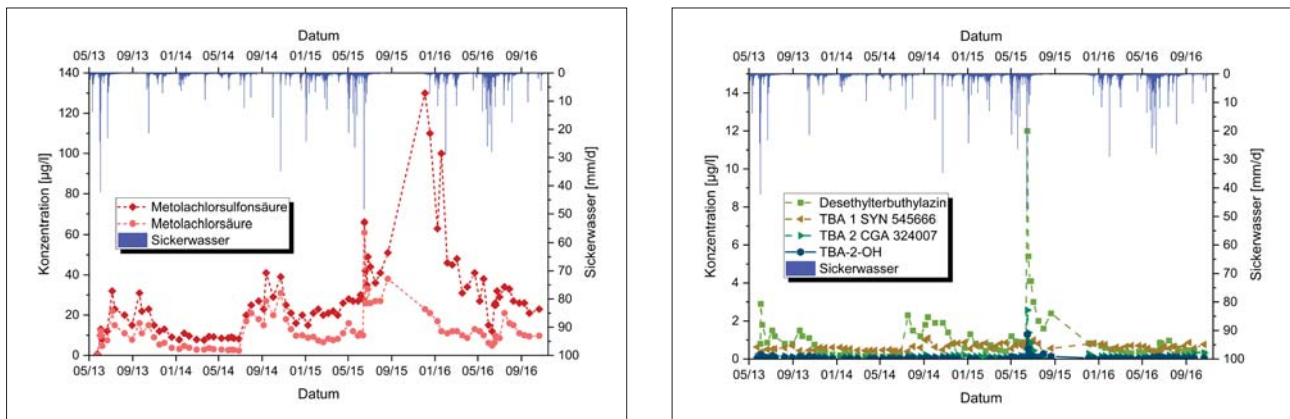 Datum
05/13 09/13 01/14 05/14 09/14 01/15 05/15 09/15 01/16 05/16 09/16
140 0
120 10
100 20
80 30
60 40
40 50
20 60
0 70
80
90
100
Konzentration [µg/l]
Sickerwasser [mm/d]
Metolachlorsulfonsäure
Metolachlorsäure
Sickerwasser
05/13 09/13 01/14 05/14 09/14 01/15 05/15 09/15 01/16 05/16 09/16
Datum
Datum
05/13 09/13 01/14 05/14 09/14 01/15 05/15 09/15 01/16 05/16 09/16
14 0
12 10
10 20
8 30
6 40
4 50
2 60
0 70
80
90
100
Konzentration [µg/l]
Sickerwasser [mm/d]
Desethylterbuthylazin
TBA 1 SYN 545666
TBA 2 CGA 324007
TBA-2-OH
Sickerwasser
05/13 09/13 01/14 05/14 09/14 01/15 05/15 09/15 01/16 05/16 09/16
Datum